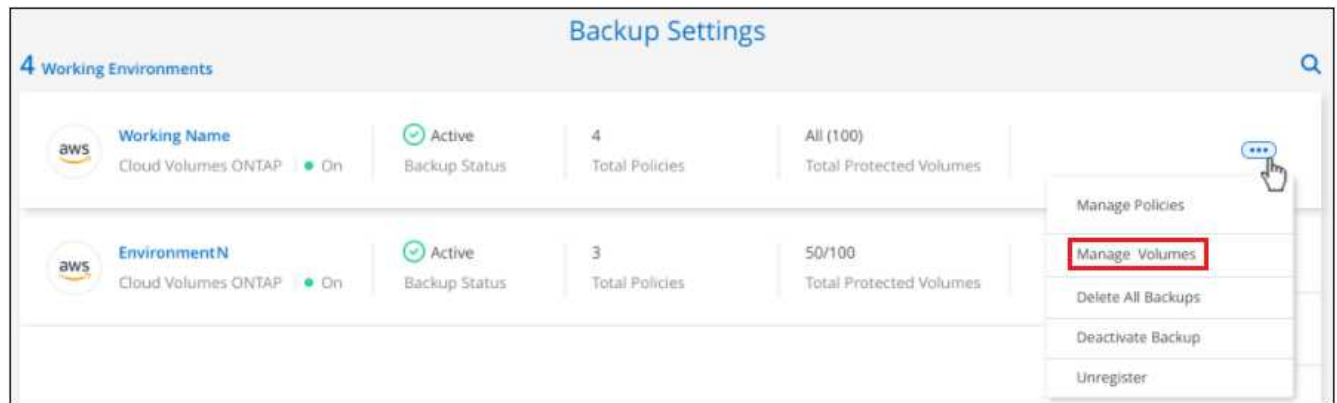 Backup Settings
4 Working Environments
aws
Working Name
Cloud Volumes ONTAP
On
Active
Backup Status
4
Total Policies
All (100)
Total Protected Volumes
Manage Policies
Manage Volumes
Delete All Backups
Deactivate Backup
Unregister
aws
EnvironmentN
Cloud Volumes ONTAP
On
Active
Backup Status
3
Total Policies
50/100
Total Protected Volumes